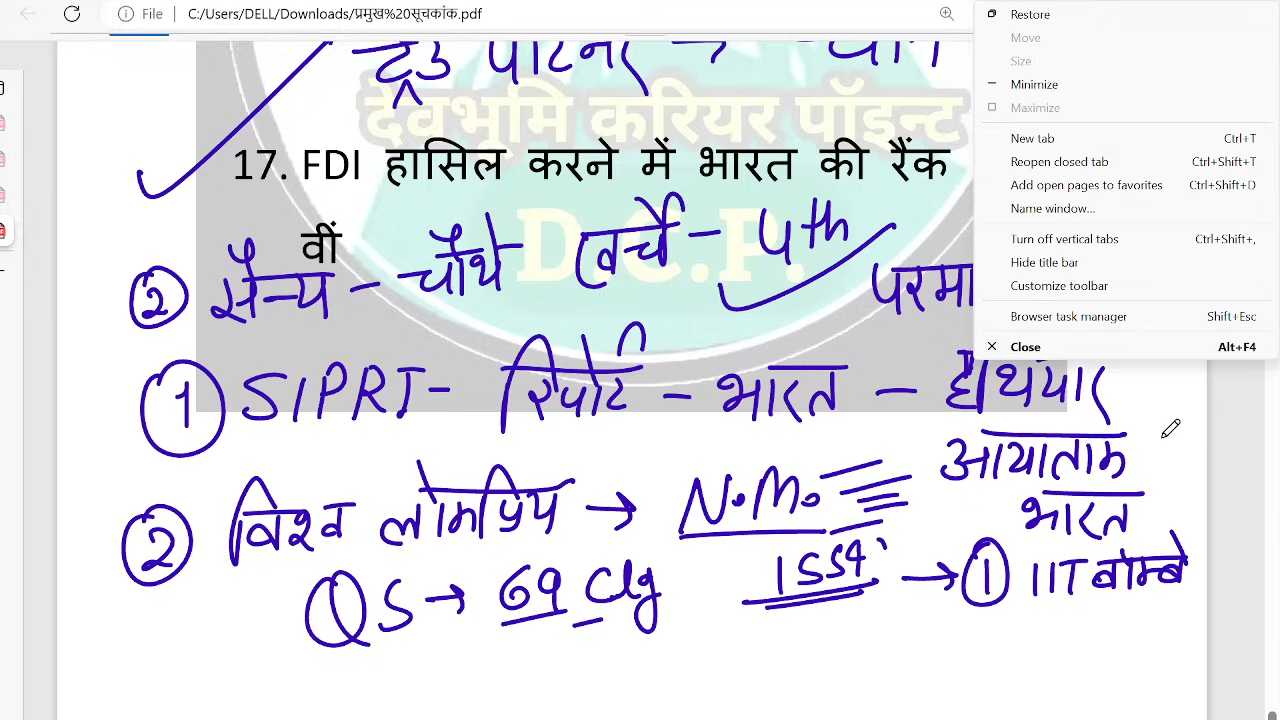 File C:/Users/DELL/Downloads/प्रमुख%20सूचकांक.pdf
Restore
Move
Size
Minimize
Maximize
New tab Ctrl+T
Reopen closed tab Ctrl+Shift+T
Add open pages to favorites Ctrl+Shift+D
Name window...
Turn off vertical tabs Ctrl+Shift+,
Hide title bar
Customize toolbar
Browser task manager Shift+Esc
Close Alt+F4
ट्रेड पार्टनर →
देवभूमि करियर पॉइन्ट
17. FDI हासिल करने में भारत की रैंक
वीं
D.C.P.
② सैन्य - चौथे खर्चे - 4th
① SIPRI - रिपोर्ट - भारत - हथियार
आयातक
भारत
② विश्व लोकप्रिय → N.M.
QS → 69 Clg 1559 → ① IIT बोम्बे